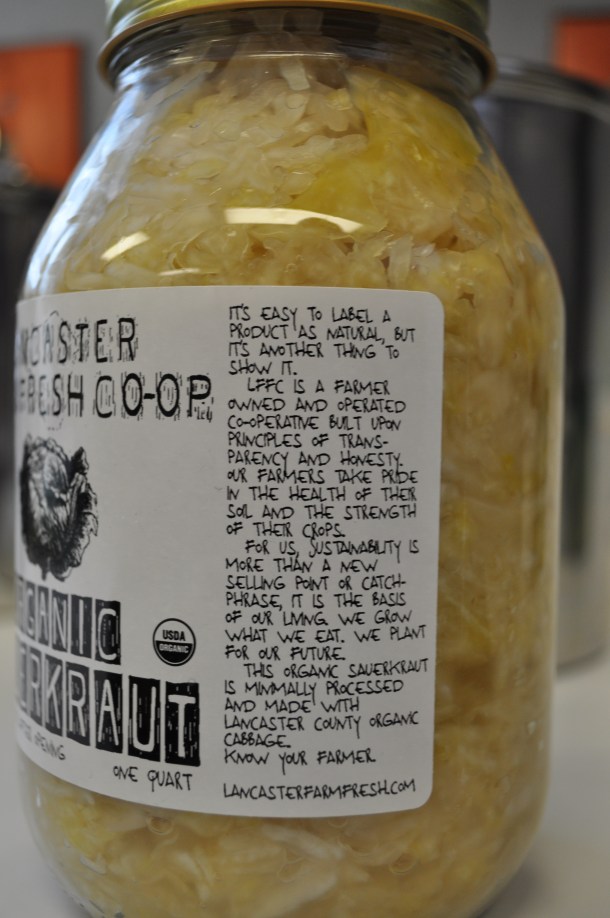 NCASTER
FRESH CO-OP
GANIC
USDA
ORGANIC
ERKRAUT
ONE QUART
IT'S EASY TO LABEL A
PRODUCT AS NATURAL, BUT
IT'S ANOTHER THING TO
SHOW IT.
LFFC IS A FARMER
OWNED AND OPERATED
CO-OPERATIVE BUILT UPON
PRINCIPLES OF TRANS-
PARENCY AND HONESTY.
OUR FARMERS TAKE PRIDE
IN THE HEALTH OF THEIR
SOIL AND THE STRENGTH
OF THEIR CROPS.
FOR US, SUSTAINABILITY IS
MORE THAN A NEW
SELLING POINT OR CATCH-
PHRASE, IT IS THE BASIS
OF OUR LIVING. WE GROW
WHAT WE EAT. WE PLANT
FOR OUR FUTURE.
THIS ORGANIC SAUERKRAUT
IS MINIMALLY PROCESSED
AND MADE WITH
LANCASTER COUNTY ORGANIC
CABBAGE.
KNOW YOUR FARMER
LANCASTERFARMFRESH.COM